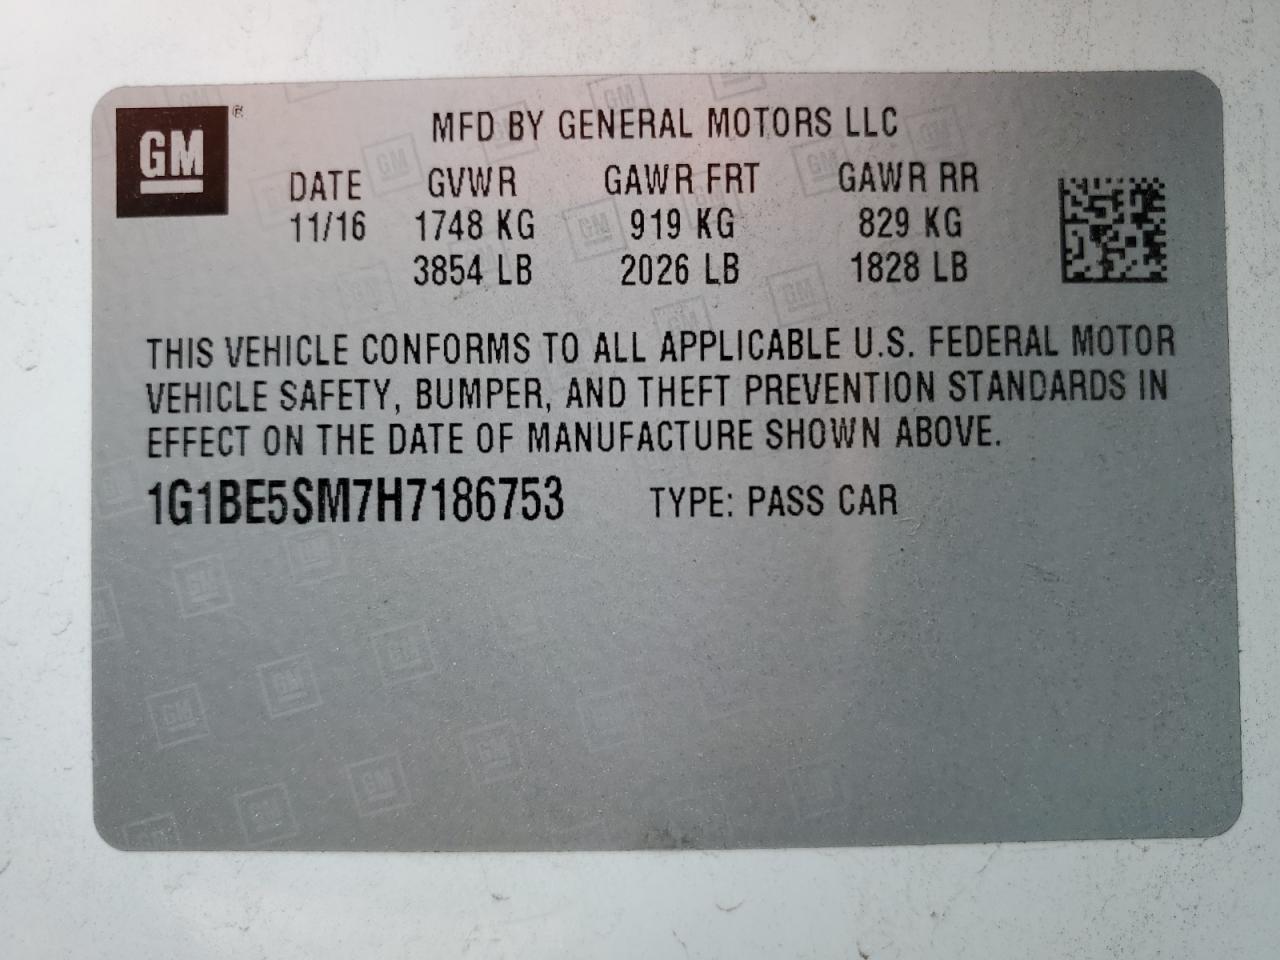 GM®
MFD BY GENERAL MOTORS LLC
DATE GVWR GAWR FRT GAWR RR
11/16 1748 KG 919 KG 829 KG
3854 LB 2026 LB 1828 LB
THIS VEHICLE CONFORMS TO ALL APPLICABLE U.S. FEDERAL MOTOR
VEHICLE SAFETY, BUMPER, AND THEFT PREVENTION STANDARDS IN
EFFECT ON THE DATE OF MANUFACTURE SHOWN ABOVE.
1G1BE5SM7H7186753 TYPE: PASS CAR